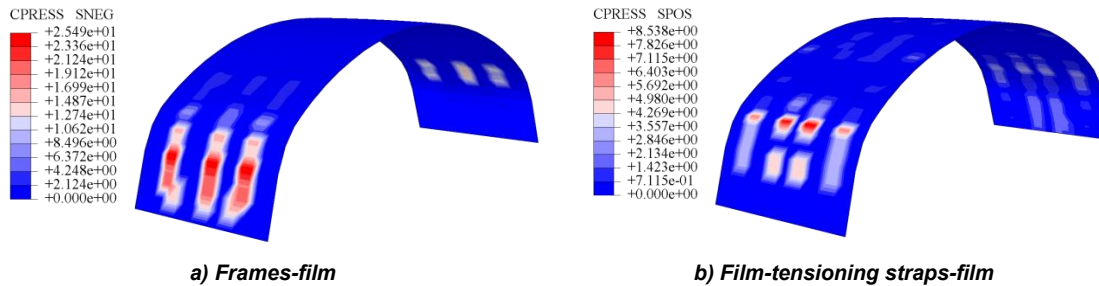 CPRESS SNEG
+2.549e+01
+2.336e+01
+2.124e+01
+1.912e+01
+1.699e+01
+1.487e+01
+1.274e+01
+1.062e+01
+8.496e+00
+6.372e+00
+4.248e+00
+2.124e+00
+0.000e+00
a) Frames-film
CPRESS SPOS
+8.538e+00
+7.826e+00
+7.115e+00
+6.403e+00
+5.692e+00
+4.980e+00
+4.269e+00
+3.557e+00
+2.846e+00
+2.134e+00
+1.423e+00
+7.115e-01
+0.000e+00
b) Film-tensioning straps-film